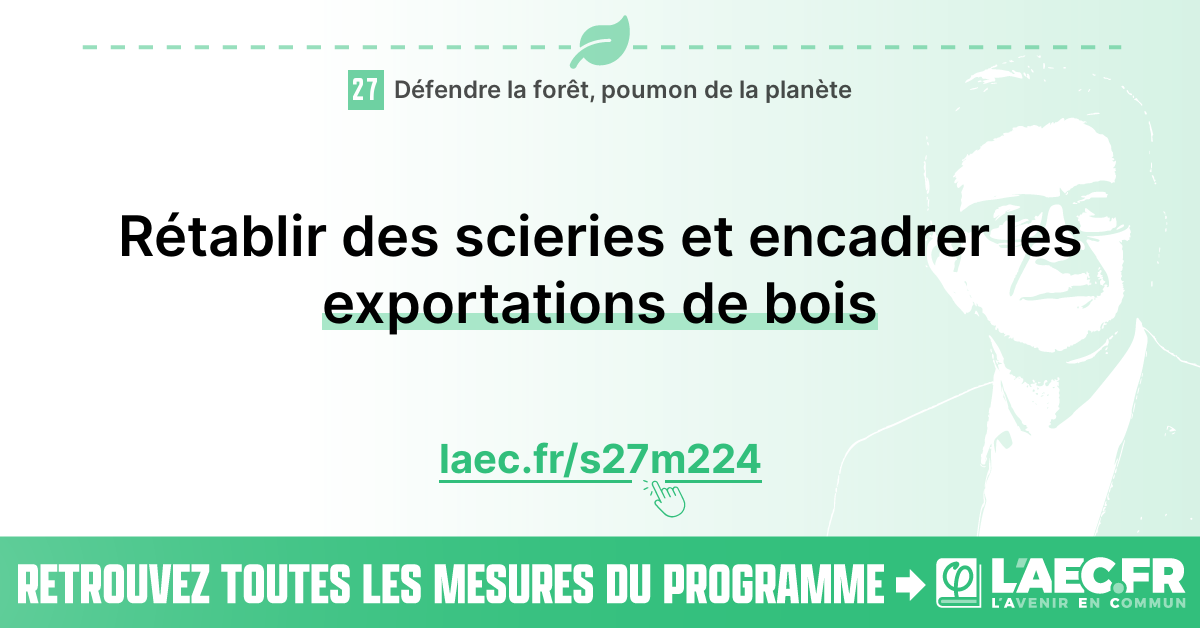 27 Défendre la forêt, poumon de la planète
Rétablir des scieries et encadrer les
exportations de bois
laec.fr/s27m224
RETROUVEZ TOUTES LES MESURES DU PROGRAMME
L'AEC.FR
L'AVENIR EN COMMUN